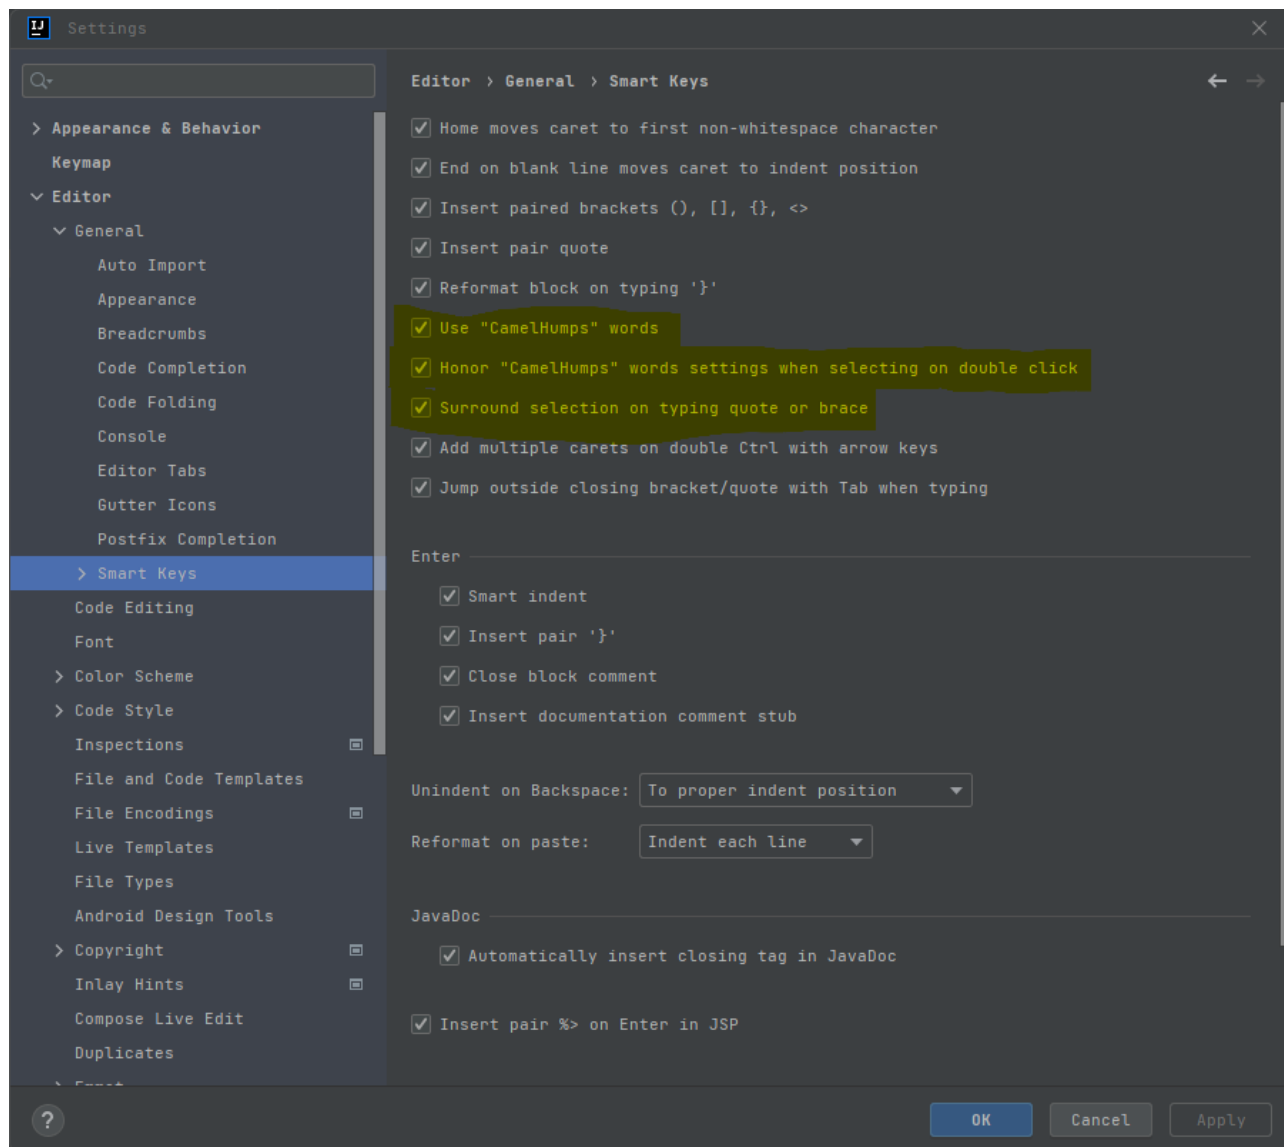 IJ
Settings
Appearance & Behavior
Keymap
Editor
General
Auto Import
Appearance
Breadcrumbs
Code Completion
Code Folding
Console
Editor Tabs
Gutter Icons
Postfix Completion
Smart Keys
Code Editing
Font
Color Scheme
Code Style
Inspections
File and Code Templates
File Encodings
Live Templates
File Types
Android Design Tools
Copyright
Inlay Hints
Compose Live Edit
Duplicates
Editor › General › Smart Keys
Home moves caret to first non-whitespace character
End on blank line moves caret to indent position
Insert paired brackets (), [], {}, <>
Insert pair quote
Reformat block on typing '}'
Use "CamelHumps" words
Honor "CamelHumps" words settings when selecting on double click
Surround selection on typing quote or brace
Add multiple carets on double Ctrl with arrow keys
Jump outside closing bracket/quote with Tab when typing
Enter
Smart indent
Insert pair '}'
Close block comment
Insert documentation comment stub
Unindent on Backspace: To proper indent position
Reformat on paste: Indent each line
JavaDoc
Automatically insert closing tag in JavaDoc
Insert pair %> on Enter in JSP
?
OK
Cancel
Apply